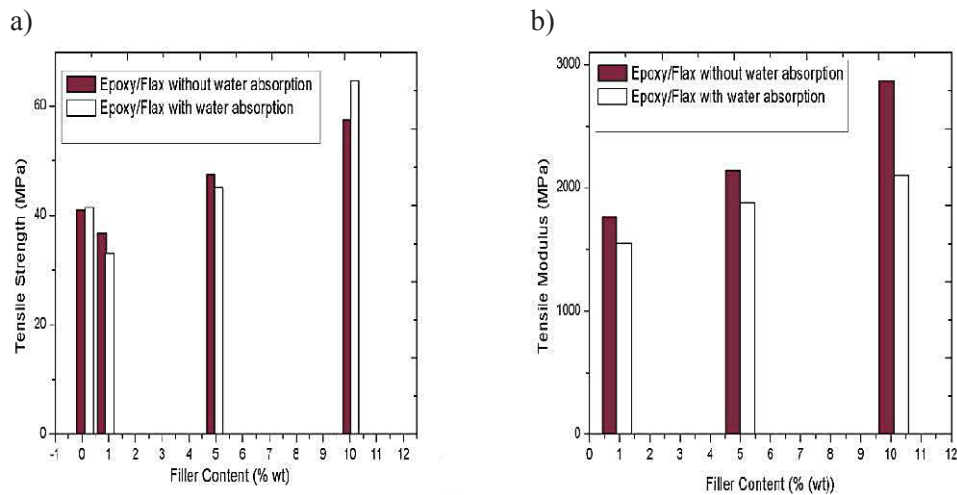 a)
Epoxy/Flax without water absorption
Epoxy/Flax with water absorption
Tensile Strength (MPa)
60
40
20
0
-1 0 1 2 3 4 5 6 7 8 9 10 11 12
Filler Content (% wt)
b)
Epoxy/Flax without water absorption
Epoxy/Flax with water absorption
Tensile Modulus (MPa)
3000
2000
1000
0
0 1 2 3 4 5 6 7 8 9 10 11 12
Filler Content (% (wt))